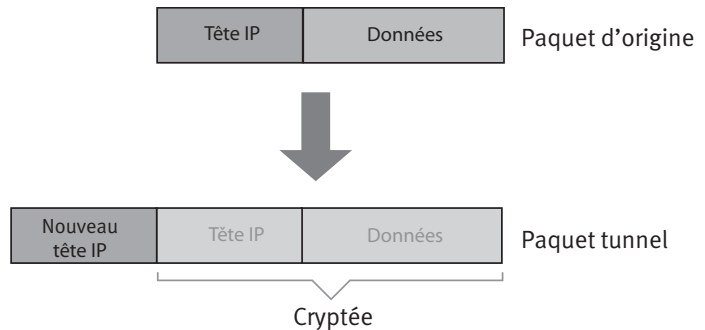 Tête IP
Données
Paquet d'origine
Nouveau
tête IP
Tête IP
Données
Paquet tunnel
Cryptée